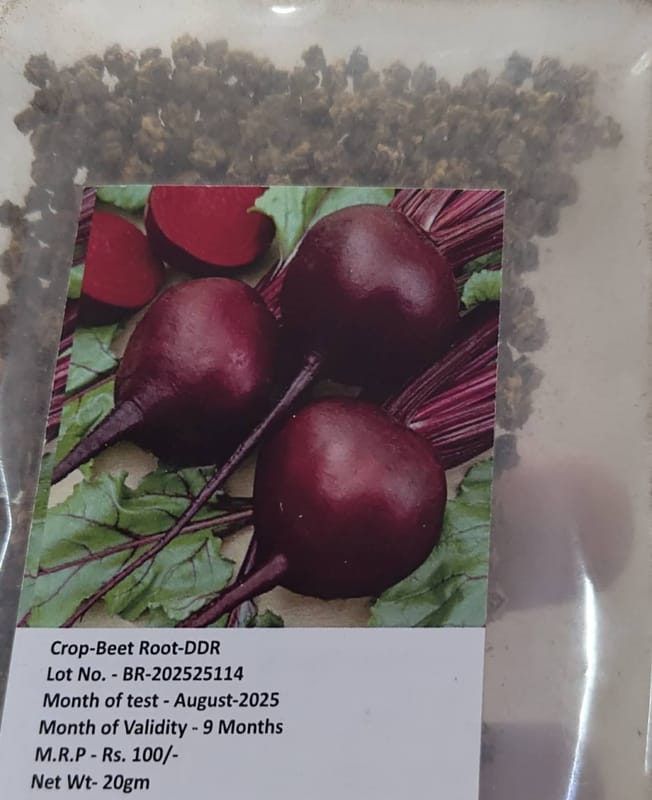 Crop-Beet Root-DDR
Lot No. - BR-202525114
Month of test - August-2025
Month of Validity - 9 Months
M.R.P - Rs. 100/-
Net Wt- 20gm